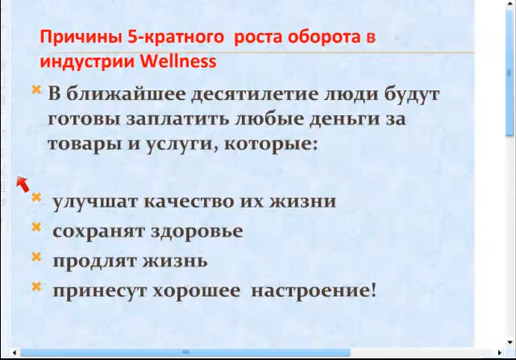 Причины 5-кратного роста оборота в
индустрии Wellness
В ближайшее десятилетие люди будут
готовы заплатить любые деньги за
товары и услуги, которые:
улучшат качество их жизни
сохранят здоровье
продлят жизнь
принесут хорошее настроение!